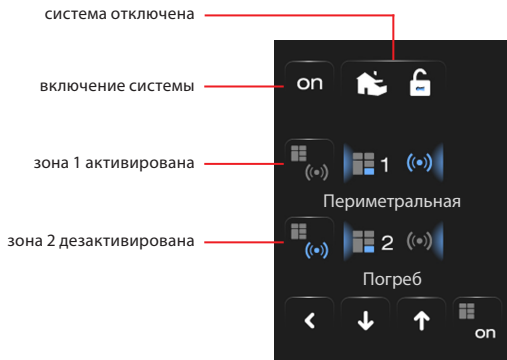 система отключена
включение системы
on
зона 1 активирована
1
Периметральная
зона 2 дезактивирована
2
Погреб
on